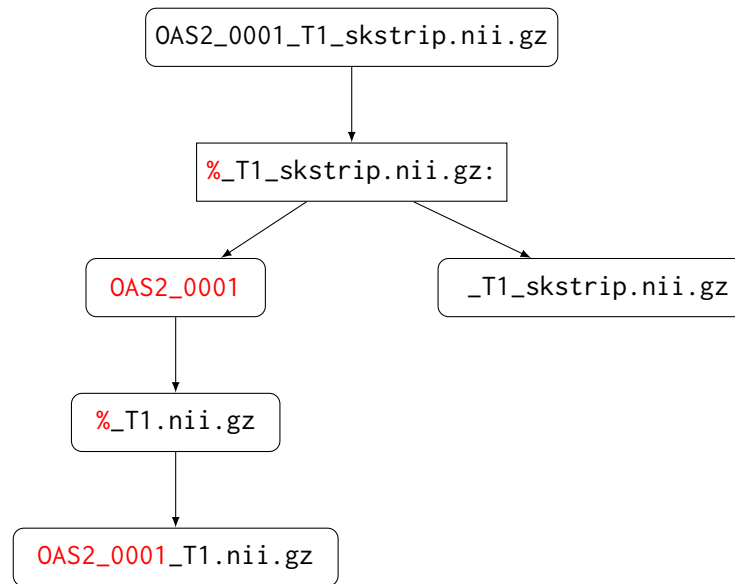 OAS2_0001_T1_skstrip.nii.gz
%_T1_skstrip.nii.gz:
OAS2_0001
_T1_skstrip.nii.gz
%_T1.nii.gz
OAS2_0001_T1.nii.gz